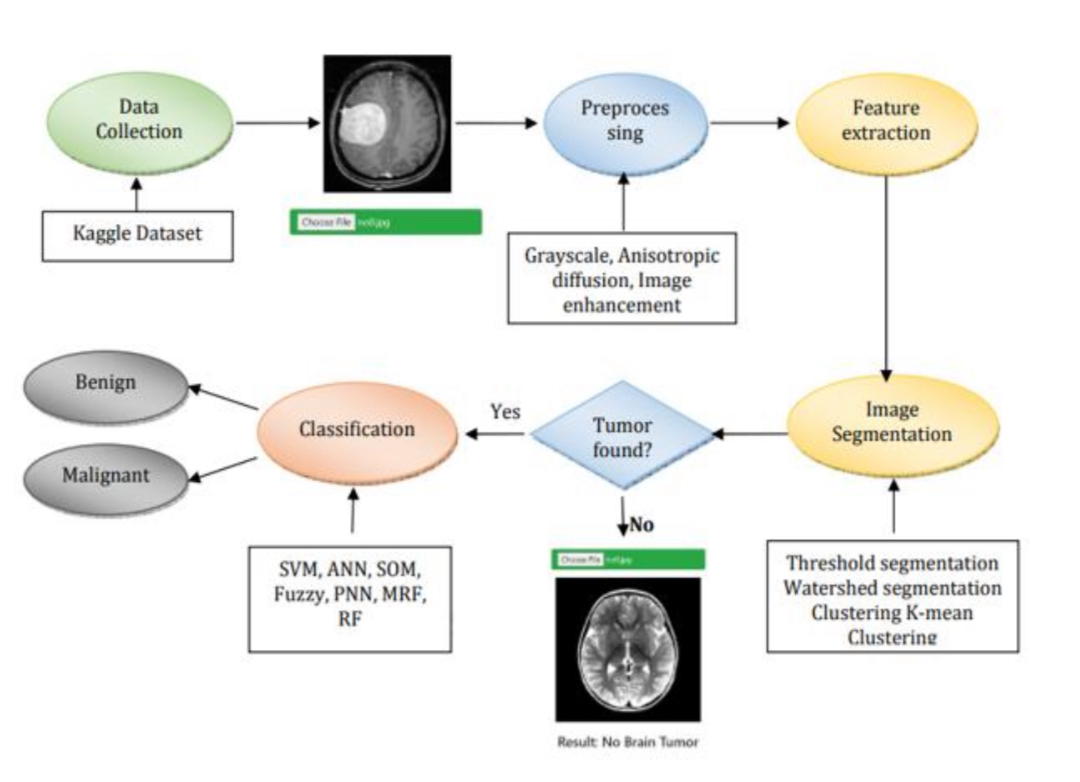 Data
Collection
Preproces
sing
Feature
extraction
Choose File
Kaggle Dataset
Grayscale, Anisotropic
diffusion, Image
enhancement
Benign
Malignant
Classification
Yes
Tumor
found?
Image
Segmentation
No
SVM, ANN, SOM,
Fuzzy, PNN, MRF,
RF
Choose File
Threshold segmentation
Watershed segmentation
Clustering K-mean
Clustering
Result: No Brain Tumor